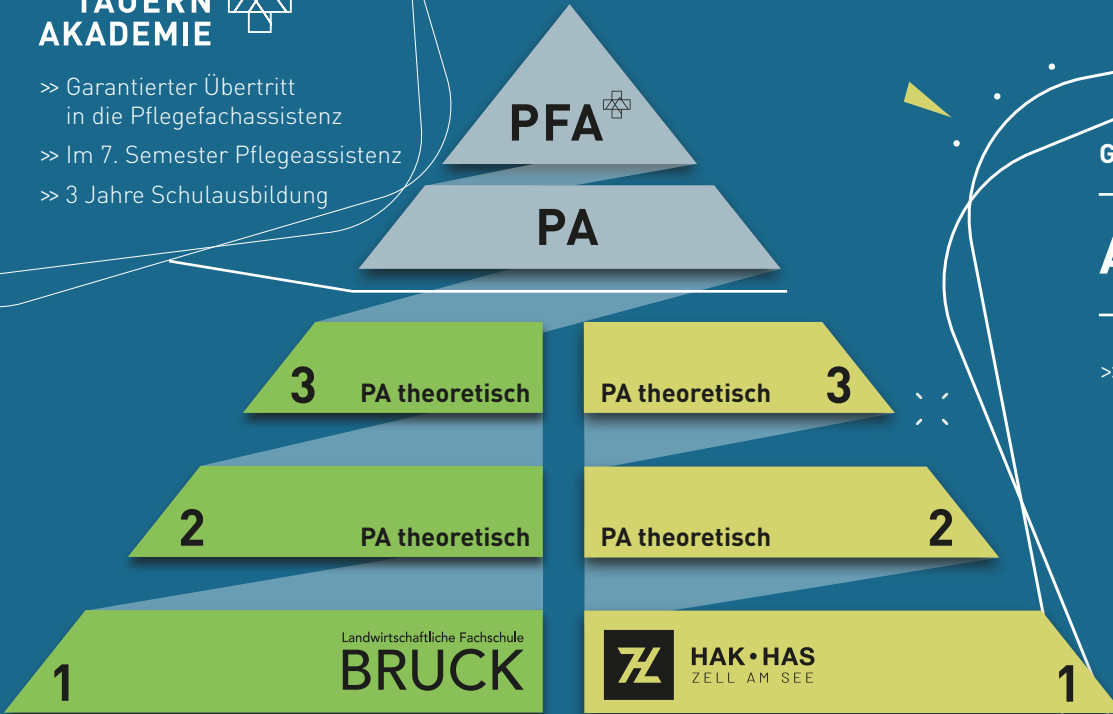 TAUERN
AKADEMIE
>> Garantierter Übertritt
in die Pflegefachassistenz
>> Im 7. Semester Pflegeassistenz
>> 3 Jahre Schulausbildung
PFA
PA
3 PA theoretisch
PA theoretisch 3
2 PA theoretisch
PA theoretisch 2
1
Landwirtschaftliche Fachschule
BRUCK
HAK•HAS
ZELL AM SEE
1